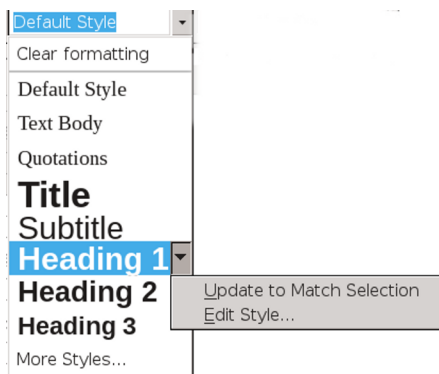 Default Style
Clear formatting
Default Style
Text Body
Quotations
Title
Subtitle
Heading 1
Heading 2
Update to Match Selection
Edit Style...
Heading 3
More Styles...